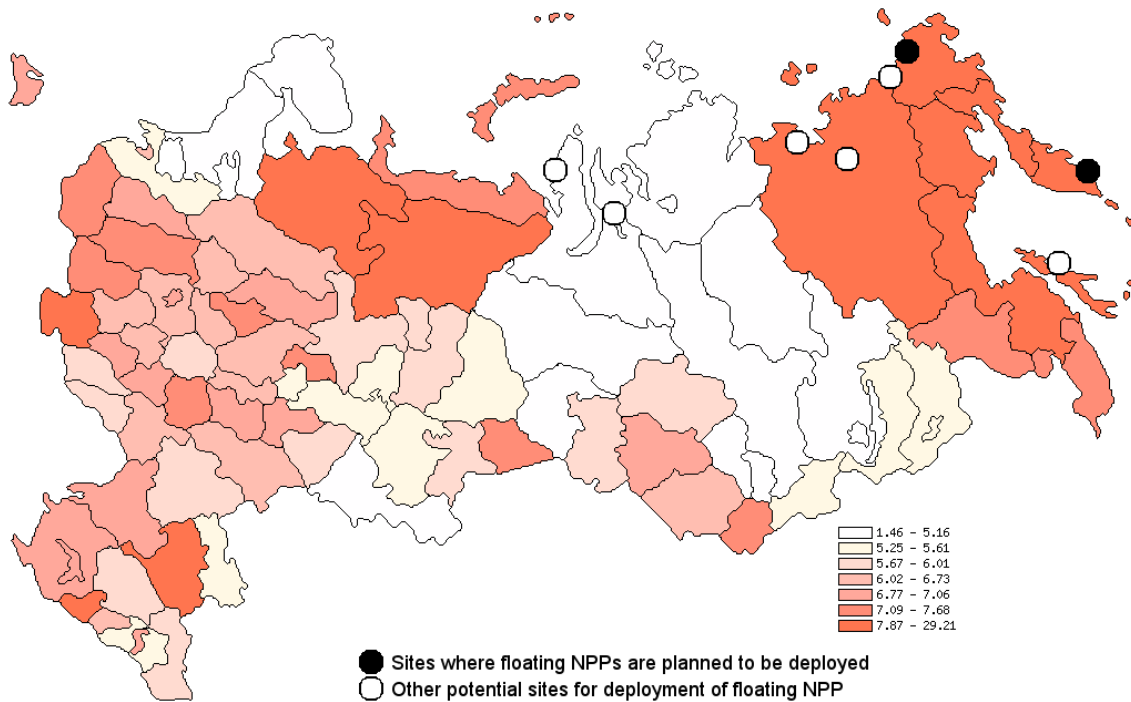 1.46 - 5.16
5.25 - 5.61
5.67 - 6.01
6.02 - 6.73
6.77 - 7.06
7.09 - 7.68
7.87 - 29.21
Sites where floating NPPs are planned to be deployed
Other potential sites for deployment of floating NPP